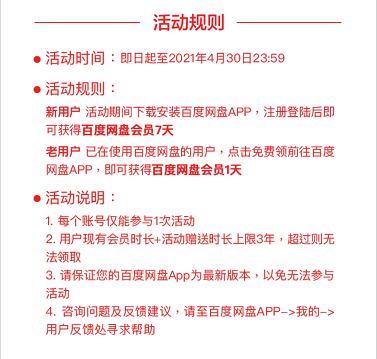 活动规则
活动时间：即日起至2021年4月30日23:59
活动规则：
新用户 活动期间下载安装百度网盘APP，注册登陆后即
可获得百度网盘会员7天
老用户 已在使用百度网盘的用户，点击免费领前往百度
网盘APP，即可获得百度网盘会员1天
活动说明：
1. 每个账号仅能参与1次活动
2. 用户现有会员时长+活动赠送时长上限3年，超过则无
法领取
3. 请保证您的百度网盘App为最新版本，以免无法参与
活动
4. 咨询问题及反馈建议，请至百度网盘APP->我的->
用户反馈处寻求帮助